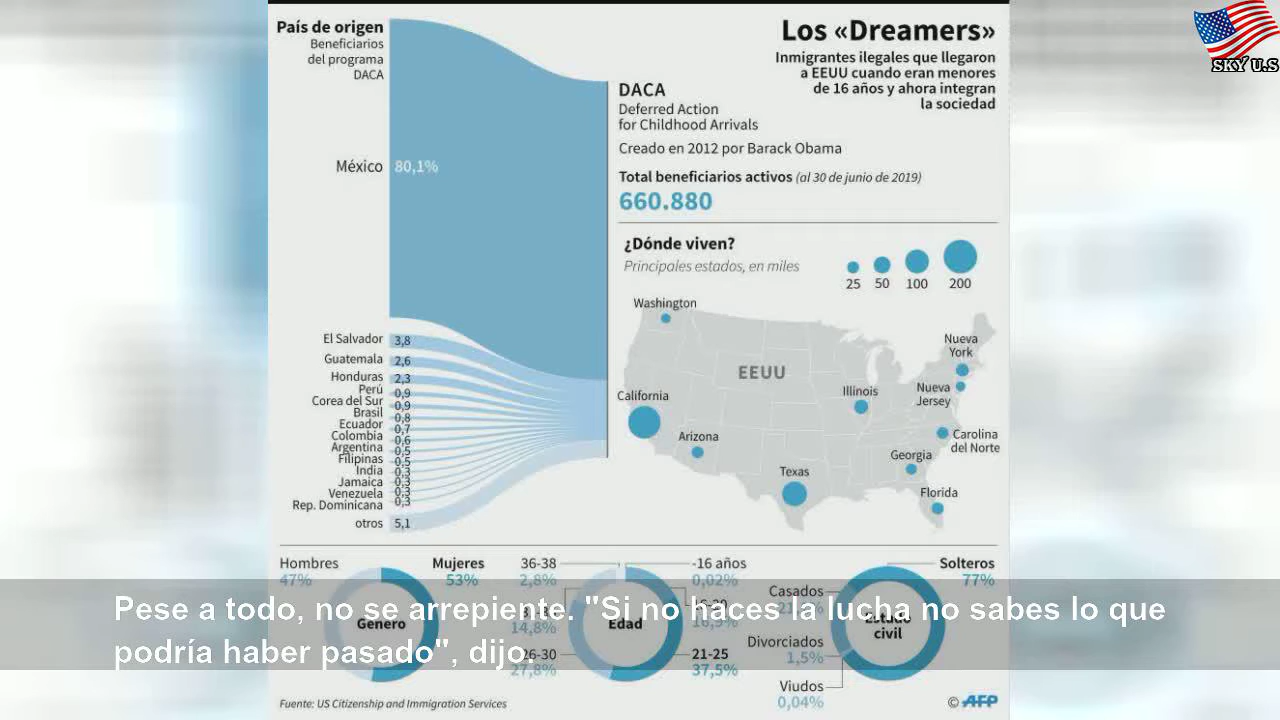 País de origen
Beneficiarios
del programa
DACA
México 80,1%
El Salvador 3,8
Guatemala 2,6
Honduras 2,3
Perú 0,9
Corea del Sur 0,9
Brasil 0,8
Ecuador 0,7
Colombia 0,6
Argentina 0,5
Filipinas 0,5
India 0,3
Jamaica 0,3
Venezuela 0,3
Rep. Dominicana 0,3
otros 5,1
Los «Dreamers»
Inmigrantes ilegales que llegaron
a EEUU cuando eran menores
de 16 años y ahora integran
la sociedad
SKY U.S
DACA
Deferred Action
for Childhood Arrivals
Creado en 2012 por Barack Obama
Total beneficiarios activos (al 30 de junio de 2019)
660.880
¿Dónde viven?
Principales estados, en miles
25 50 100 200
Washington
Nueva
York
EEUU
Illinois
Nueva
Jersey
California
Arizona
Carolina
del Norte
Georgia
Texas
Florida
Hombres
47%
Mujeres
53%
Género
36-38
2,8%
-16 años
0,02%
14,8%
Edad
26-30
27,8%
21-25
37,5%
Solteros
77%
Casados
Estado
civil
Divorciados
1,5%
Viudos
0,04%
Pese a todo, no se arrepiente. "Si no haces la lucha no sabes lo que
podría haber pasado", dijo.
Fuente: US Citizenship and Immigration Services
© AFP